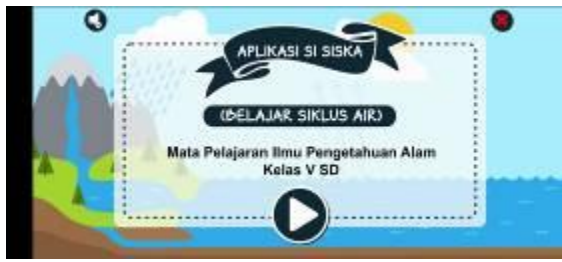 APLIKASI SI SISKA
(BELAJAR SIKLUS AIR)
Mata Pelajaran Ilmu Pengetahuan Alam
Kelas V SD